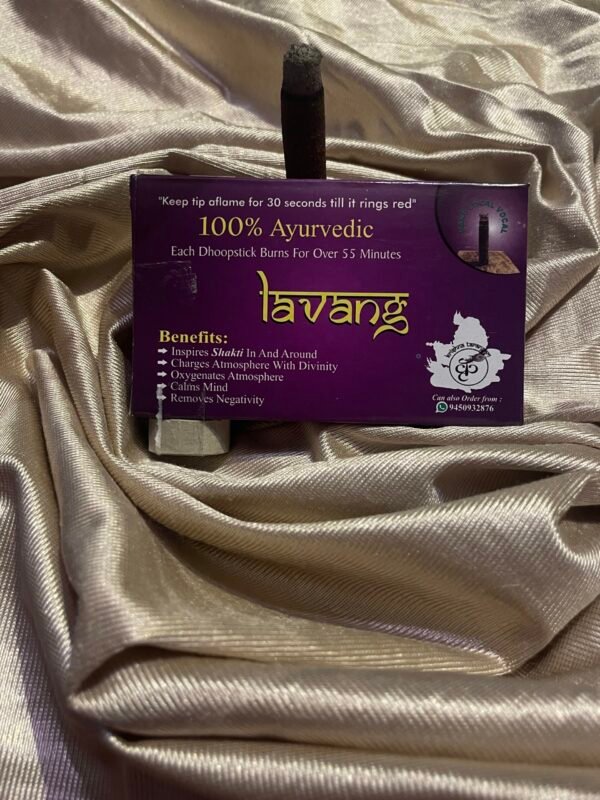 "Keep tip aflame for 30 seconds till it rings red"
100% Ayurvedic
Each Dhoopstick Burns For Over 55 Minutes
lavang
Benefits:
Inspires Shakti In And Around
Charges Atmosphere With Divinity
Oxygenates Atmosphere
Calms Mind
Removes Negativity
Can also Order from :
9450932876